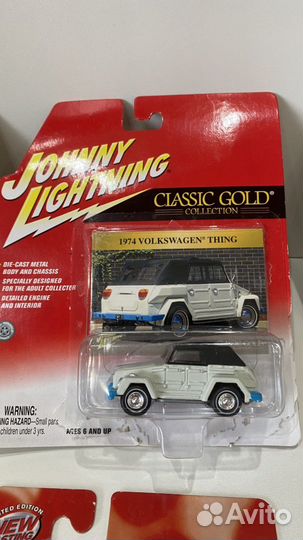 JOHNNY
LIGHTNING
CLASSIC GOLD®
COLLECTION
1974 VOLKSWAGEN® THING
DIE-CAST METAL
BODY AND CHASSIS
SPECIALLY DESIGNED
FOR THE ADULT COLLECTOR
DETAILED ENGINE
AND INTERIOR
WARNING:
HAZARD—Small parts
children under 3 yrs.
AGES 6 AND UP
EDITION
NEW
Avito